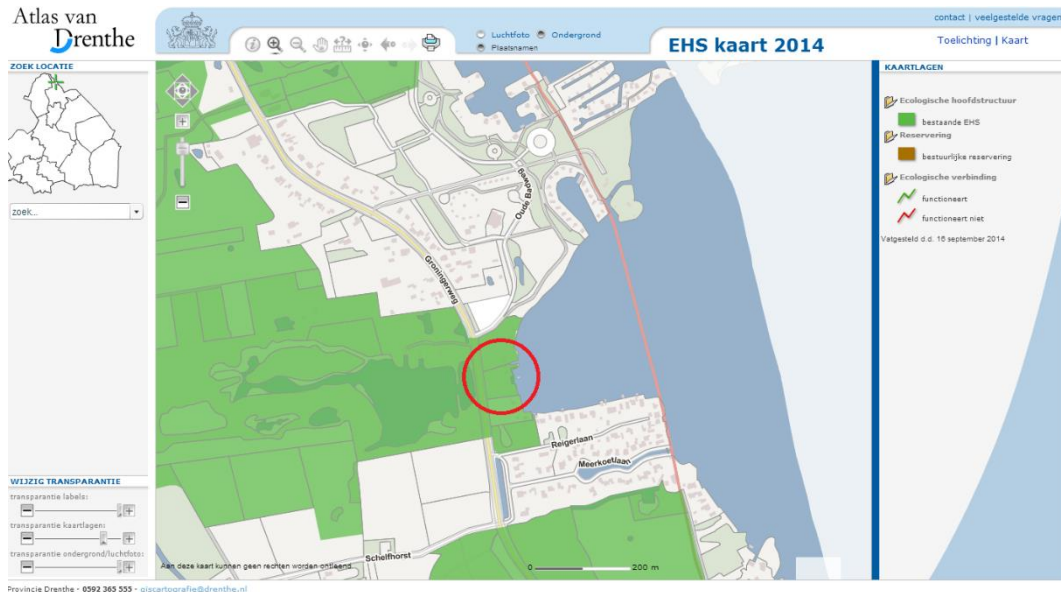 Atlas van
Drenthe
Luchtfoto
Ondergrond
Plaatsnamen
EHS kaart 2014
contact | veelgestelde vragen
Toelichting | Kaart
ZOEK LOCATIE
zoek...
WIJZIG TRANSPARANTIE
transparantie labels:
transparantie kaartlagen:
transparantie ondergrond/luchtfoto:
Groningerweg
Oude Ba
Reigerlaan
Meerkoetlaan
Schelfhorst
Aan deze kaart kunnen geen rechten worden ontleend
0
200 m
KAARTLAGEN
Ecologische hoofdstructuur
bestaande EHS
Reservering
bestuurlijke reservering
Ecologische verbinding
functioneert
functioneert niet
Vatgesteld d.d. 16 september 2014
Provincie Drenthe - 0592 365 555 - giscartografie@drenthe.nl